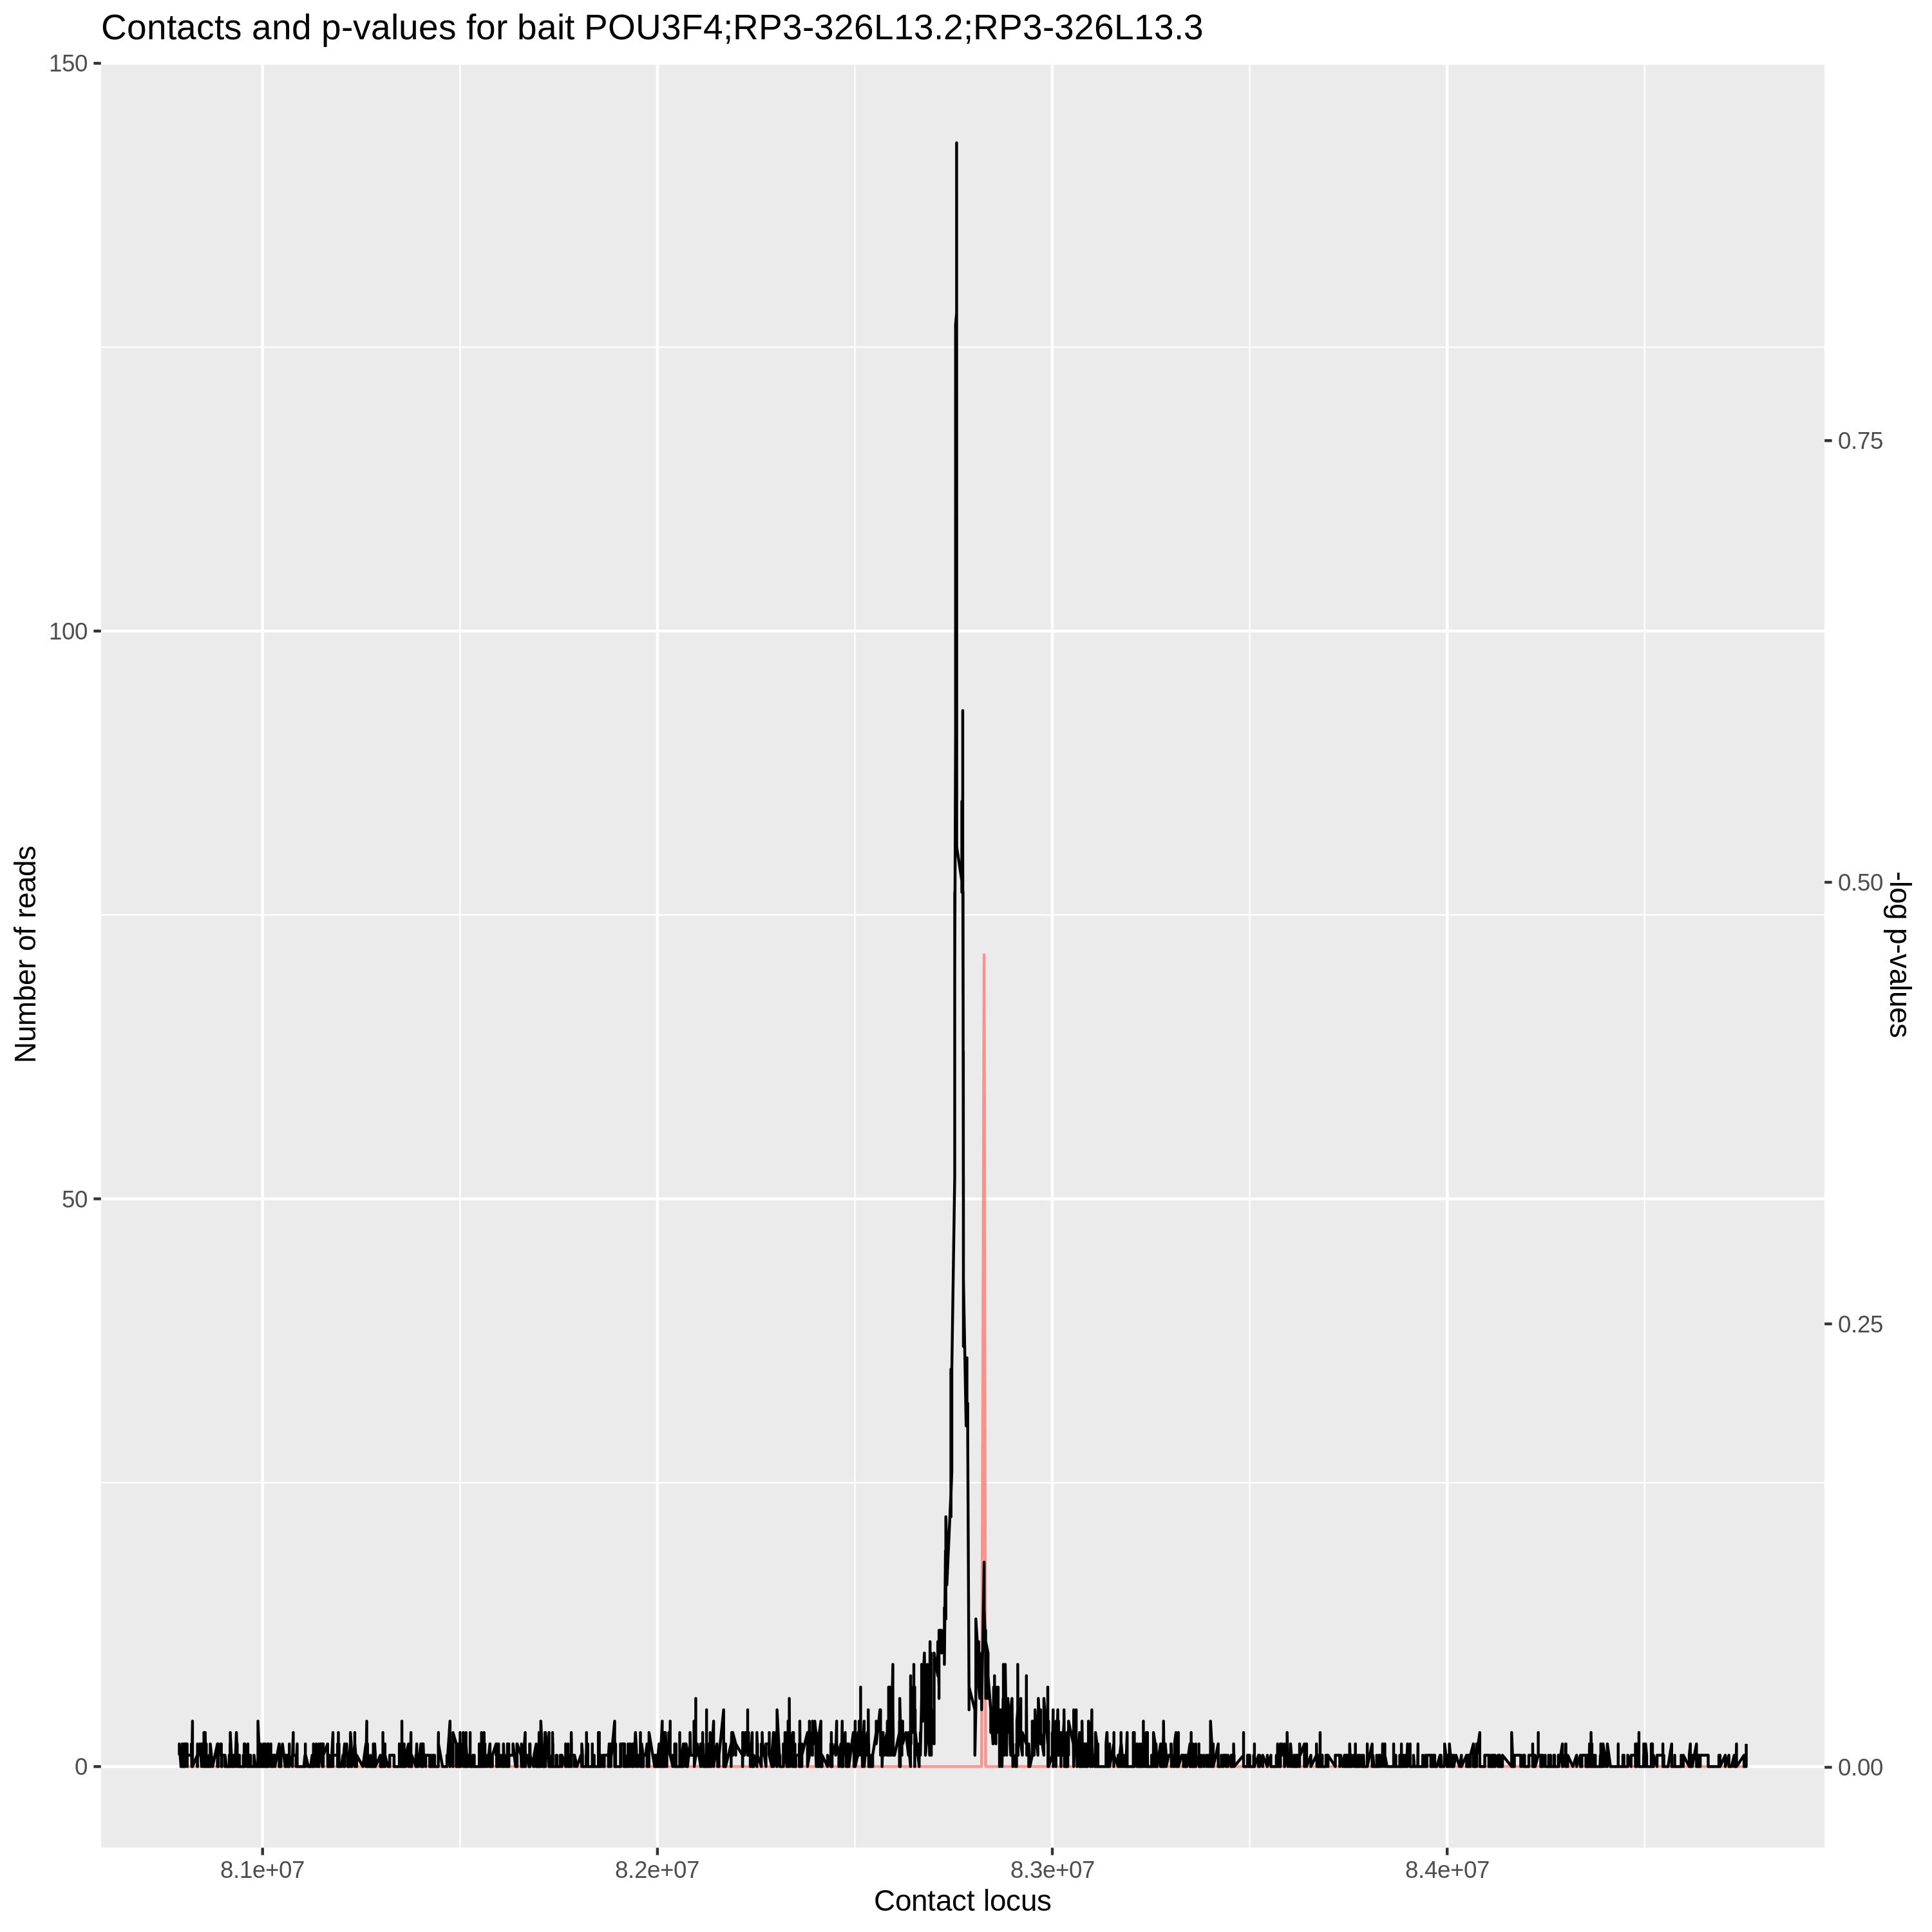 Contacts and p-values for bait POU3F4;RP3-326L13.2;RP3-326L13.3
150
100
50
0
Number of reads
0.75
0.50
0.25
0.00
-log p-values
8.1e+07
8.2e+07
8.3e+07
8.4e+07
Contact locus